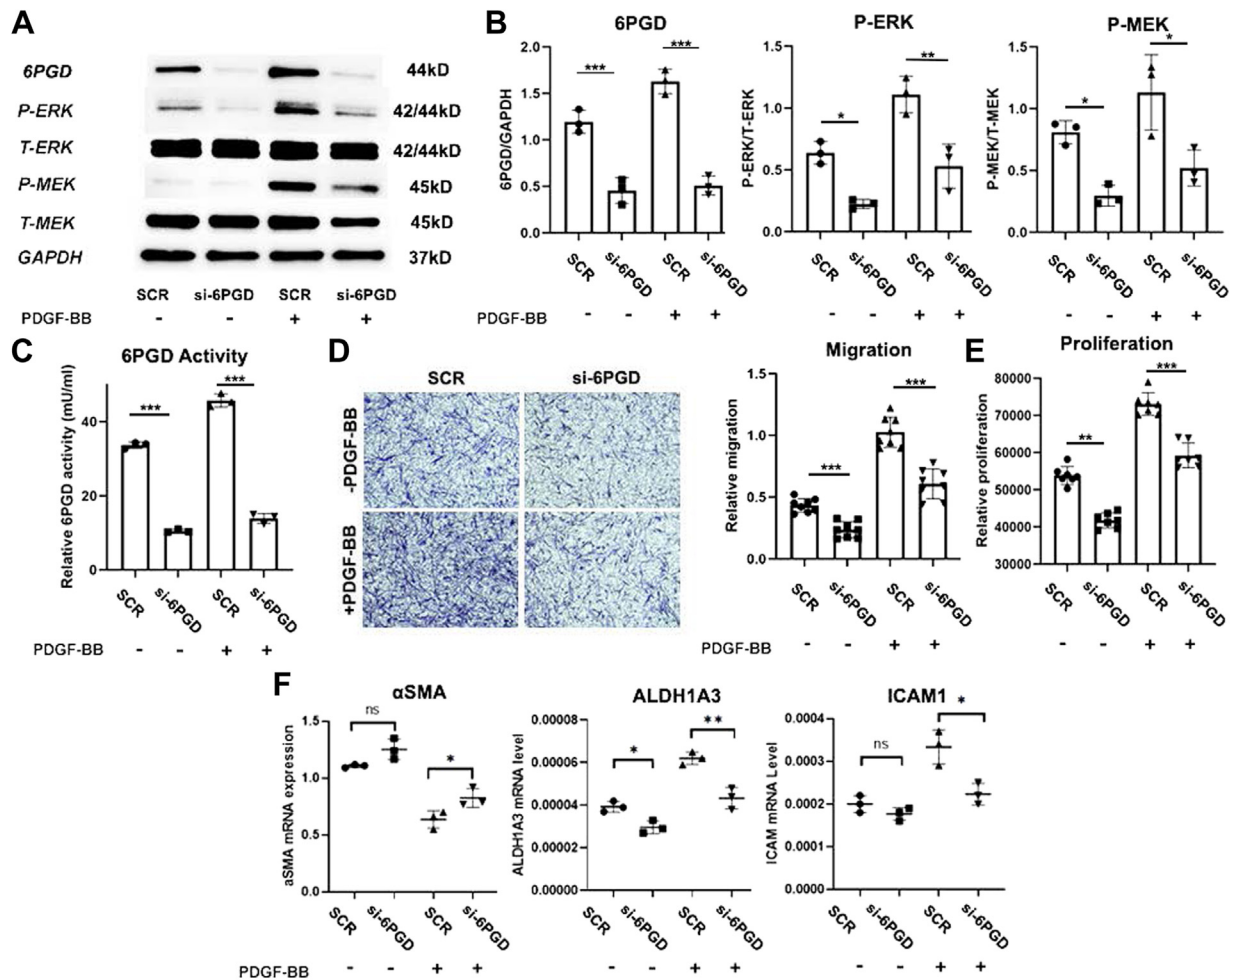 A
6PGD 44kD
P-ERK 42/44kD
T-ERK 42/44kD
P-MEK 45kD
T-MEK 45kD
GAPDH 37kD
SCR si-6PGD SCR si-6PGD
PDGF-BB - - + +
B
6PGD
***
***
2.0
1.5
1.0
0.5
0.0
6PGD/GAPDH
SCR si-6PGD SCR si-6PGD
PDGF-BB - - + +
P-ERK
**
*
1.5
1.0
0.5
0.0
P-ERK/T-ERK
SCR si-6PGD SCR si-6PGD
- - + +
P-MEK
*
*
1.5
1.0
0.5
0.0
P-MEK/T-MEK
SCR si-6PGD SCR si-6PGD
- - + +
C
6PGD Activity
***
***
40
20
0
Relative 6PGD activity (mU/ml)
SCR si-6PGD SCR si-6PGD
PDGF-BB - - + +
D
SCR si-6PGD
-PDGF-BB
+PDGF-BB
Migration
***
***
1.5
1.0
0.5
0.0
Relative migration
SCR si-6PGD SCR si-6PGD
PDGF-BB - - + +
E
Proliferation
***
**
80000
70000
60000
50000
40000
30000
Relative proliferation
SCR si-6PGD SCR si-6PGD
- - + +
F
αSMA
ns
*
1.5
1.0
0.5
0.0
aSMA mRNA expression
SCR si-6PGD SCR si-6PGD
PDGF-BB - - + +
ALDH1A3
**
*
0.00008
0.00006
0.00004
0.00002
0.00000
ALDH1A3 mRNA level
SCR si-6PGD SCR si-6PGD
- - + +
ICAM1
*
ns
0.0004
0.0003
0.0002
0.0001
0.0000
ICAM mRNA Level
SCR si-6PGD SCR si-6PGD
- - + +